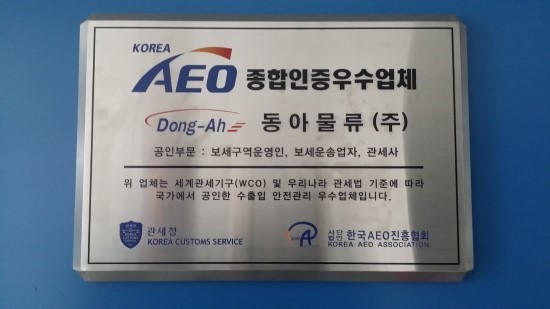 KOREA
AEO 종합인증우수업체
Dong-Ah 동아물류 (주)
공인부문 : 보세구역운영인, 보세운송업자, 관세사
위 업체는 세계관세기구(WCO) 및 우리나라 관세법 기준에 따라
국가에서 공인한 수출입 안전관리 우수업체입니다.
관세청
KOREA CUSTOMS SERVICE
사단법인 한국AEO진흥협회
KOREA AEO ASSOCIATION